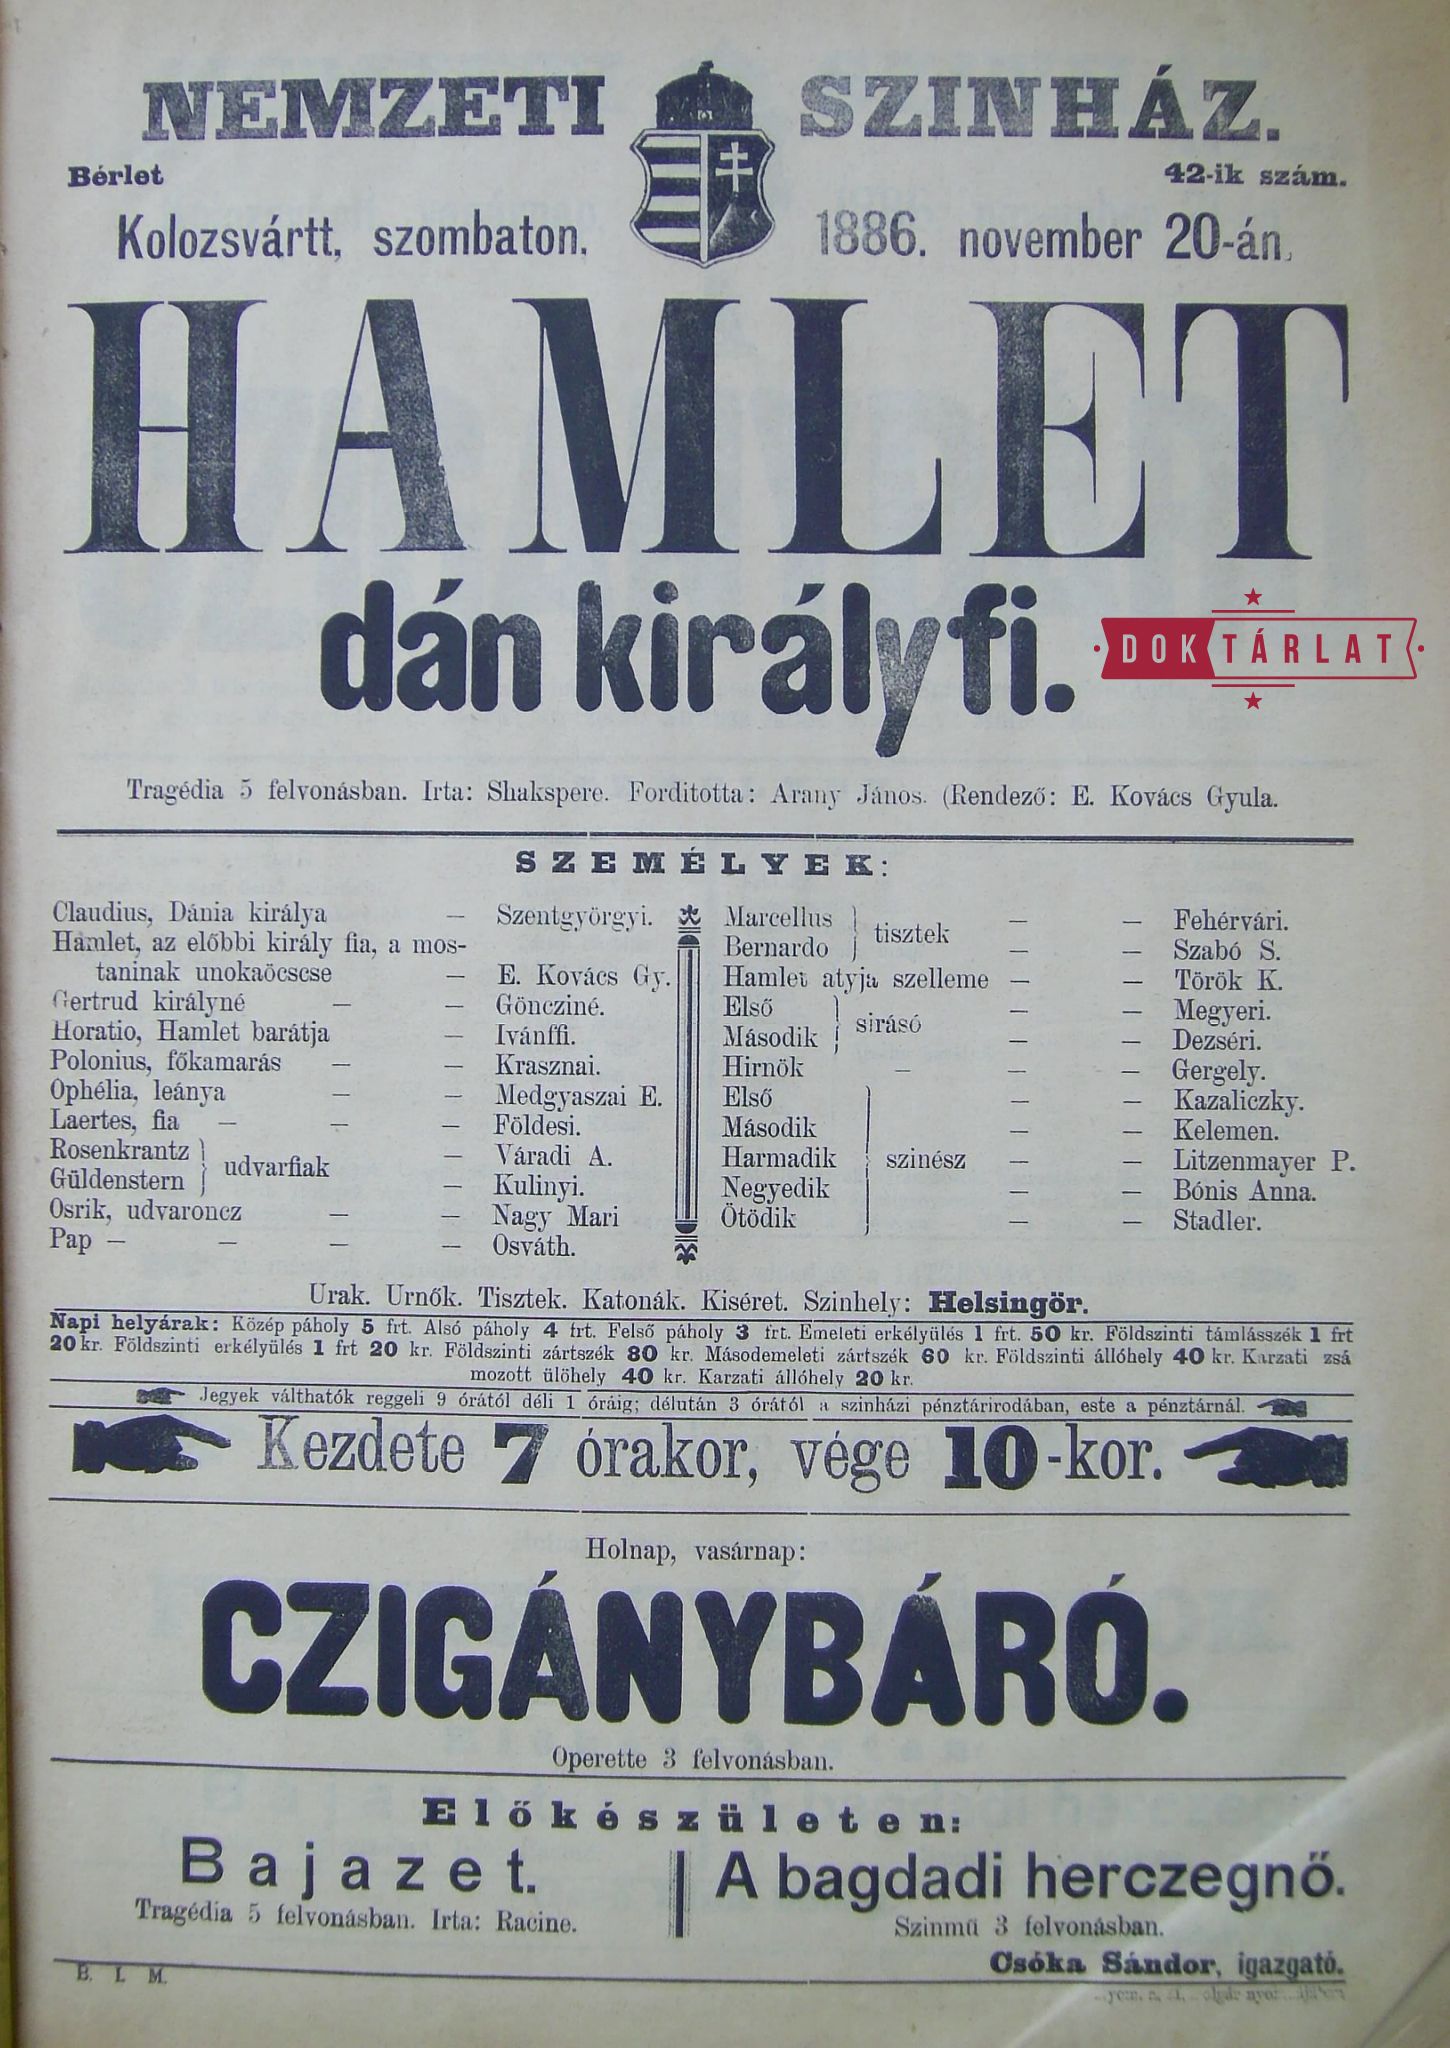 NEMZETI SZINHÁZ.
Bérlet 42-ik szám.
Kolozsvártt, szombaton, 1886. november 20-án,
HAMLET
dán királyfi.
DOKTÁRLAT
Tragédia 5 felvonásban. Irta: Shakspere. Forditotta: Arany János. (Rendező: E. Kovács Gyula.
SZEMÉLYEK:
Claudius, Dánia királya — Szentgyörgyi.
Hamlet, az előbbi király fia, a mos-
taninak unokaöcscse — E. Kovács Gy.
Gertrud királyné — — Göncziné.
Horatio, Hamlet barátja — Ivánffi.
Polonius, főkamarás — — Krasznai.
Ophélia, leánya — — Medgyaszai E.
Laertes, fia — — — Földesi.
Rosenkrantz } udvarfiak — Váradi A.
Güldenstern } — Kulinyi.
Osrik, udvaroncz — — Nagy Mari
Pap — — — — Osváth.
Marcellus } tisztek — — Fehérvári.
Bernardo } — — Szabó S.
Hamlet atyja szelleme — — Török K.
Első } sirásó — — Megyeri.
Második } — — Dezséri.
Hirnök — — — Gergely.
Első } — — Kazaliczky.
Második — — Kelemen.
Harmadik } szinész — — Litzenmayer P.
Negyedik — — Bónis Anna.
Ötödik — — Stadler.
Urak. Urnők. Tisztek. Katonák. Kiséret. Szinhely: Helsingör.
Napi helyárak: Közép páholy 5 frt. Alsó páholy 4 frt. Felső páholy 3 frt. Emeleti erkélyülés 1 frt. 50 kr. Földszinti támlásszék 1 frt
20 kr. Földszinti erkélyülés 1 frt 20 kr. Földszinti zártszék 80 kr. Másodemeleti zártszék 60 kr. Földszinti állóhely 40 kr. Karzati szá
mozott ülöhely 40 kr. Karzati állóhely 20 kr.
Jegyek válthatók reggeli 9 órától déli 1 óráig; délután 3 órától a szinházi pénztárirodában, este a pénztárnál.
Kezdete 7 órakor, vége 10-kor.
Holnap, vasárnap:
CZIGÁNYBÁRÓ.
Operette 3 felvonásban.
Előkészületen:
Bajazet.
Tragédia 5 felvonásban. Irta: Racine.
A bagdadi herczegnő.
Szinmü 3 felvonásban.
Csóka Sándor, igazgató.
B. I. M.